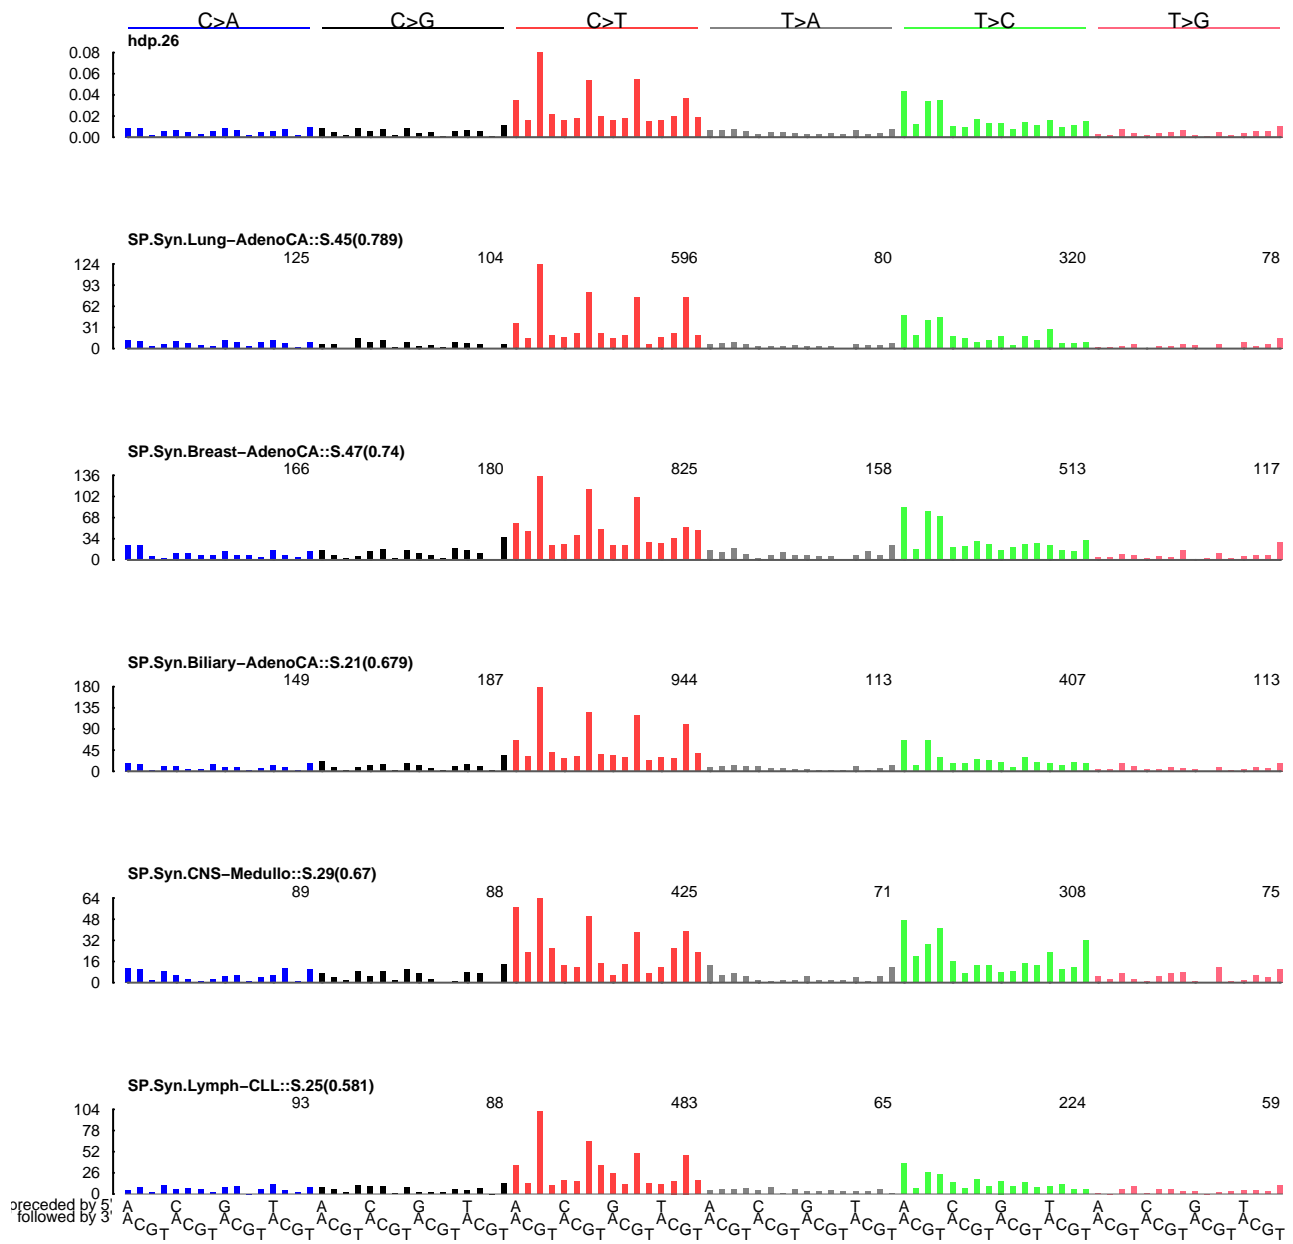 C>A C>G C>T T>A T>C T>G
hdp.26
0.08
0.06
0.04
0.02
0.00
SP.Syn.Lung−AdenoCA::S.45(0.789)
125 104 596 80 320 78
124
93
62
31
0
SP.Syn.Breast−AdenoCA::S.47(0.74)
166 180 825 158 513 117
136
102
68
34
0
SP.Syn.Biliary−AdenoCA::S.21(0.679)
149 187 944 113 407 113
180
135
90
45
0
SP.Syn.CNS−Medullo::S.29(0.67)
89 88 425 71 308 75
64
48
32
16
0
SP.Syn.Lymph−CLL::S.25(0.581)
93 88 483 65 224 59
104
78
52
26
0
preceded by 5' A C G T A C G T A C G T A C G T A C G T A C G T
followed by 3' A C G T A C G T A C G T A C G T A C G T A C G T A C G T A C G T A C G T A C G T A C G T A C G T A C G T A C G T A C G T A C G T A C G T A C G T A C G T A C G T A C G T A C G T A C G T A C G T